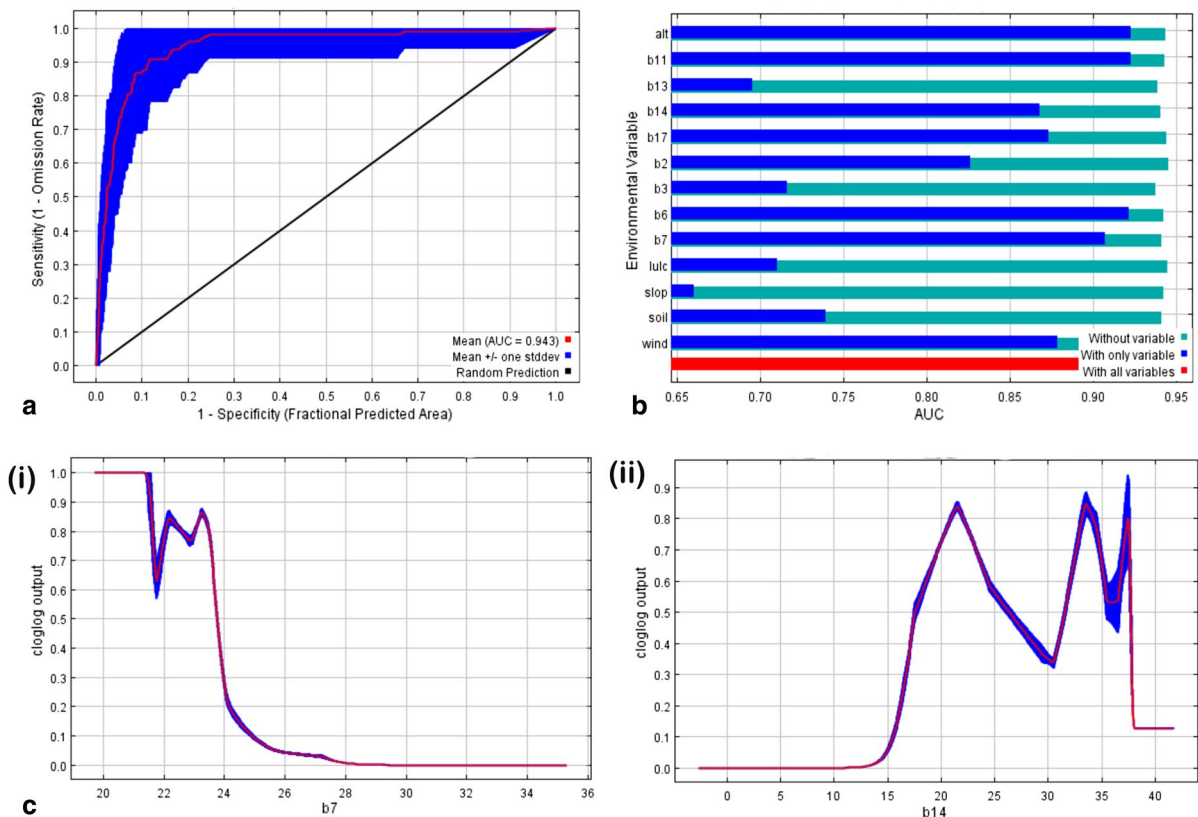 1.0
0.9
0.8
0.7
0.6
0.5
0.4
0.3
0.2
0.1
0.0
Sensitivity (1 - Omission Rate)
Mean (AUC = 0.943)
Mean +/- one stddev
Random Prediction
0.0 0.1 0.2 0.3 0.4 0.5 0.6 0.7 0.8 0.9 1.0
1 - Specificity (Fractional Predicted Area)
a
Environmental Variable
alt
b11
b13
b14
b17
b2
b3
b6
b7
lulc
slop
soil
wind
Without variable
With only variable
With all variables
0.65 0.70 0.75 0.80 0.85 0.90 0.95
AUC
b
(i)
1.0
0.9
0.8
0.7
0.6
0.5
0.4
0.3
0.2
0.1
0.0
cloglog output
20 22 24 26 28 30 32 34 36
b7
c
(ii)
0.9
0.8
0.7
0.6
0.5
0.4
0.3
0.2
0.1
0.0
cloglog output
0 5 10 15 20 25 30 35 40
b14